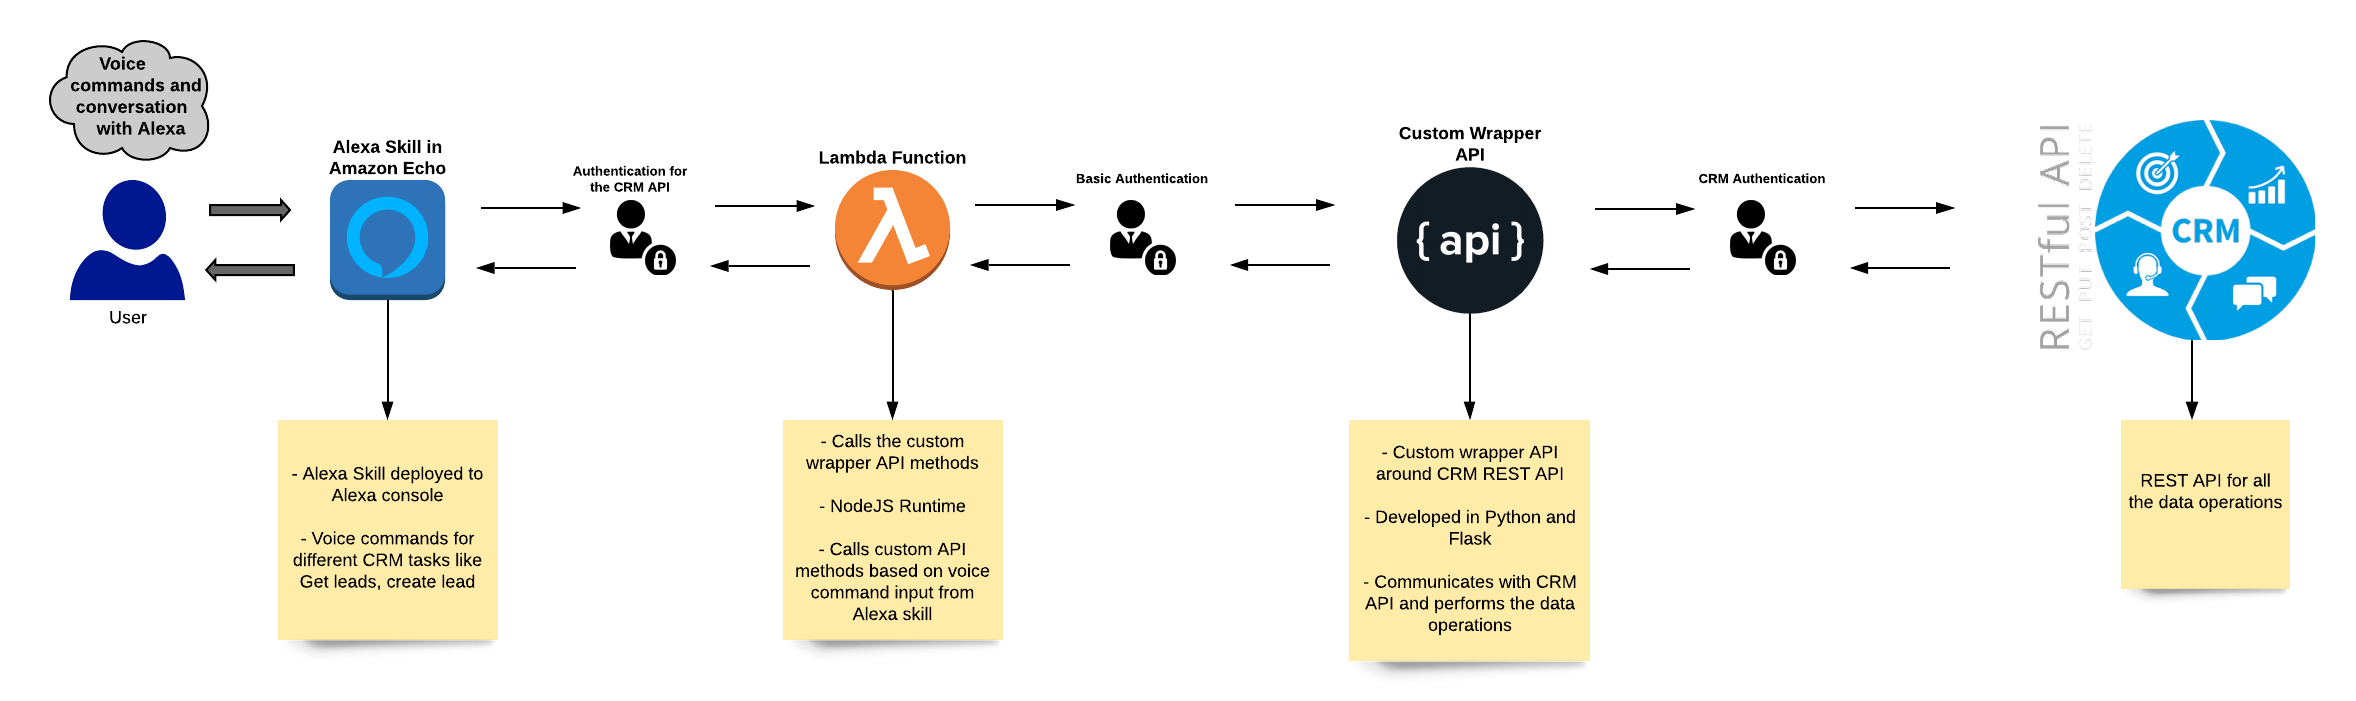 Voice
commands and
conversation
with Alexa
User
Alexa Skill in
Amazon Echo
Authentication for
the CRM API
Lambda Function
Basic Authentication
Custom Wrapper
API
{ api }
CRM Authentication
RESTful API
GET PUT POST DELETE
CRM
- Alexa Skill deployed to
Alexa console
- Voice commands for
different CRM tasks like
Get leads, create lead
- Calls the custom
wrapper API methods
- NodeJS Runtime
- Calls custom API
methods based on voice
command input from
Alexa skill
- Custom wrapper API
around CRM REST API
- Developed in Python and
Flask
- Communicates with CRM
API and performs the data
operations
REST API for all
the data operations